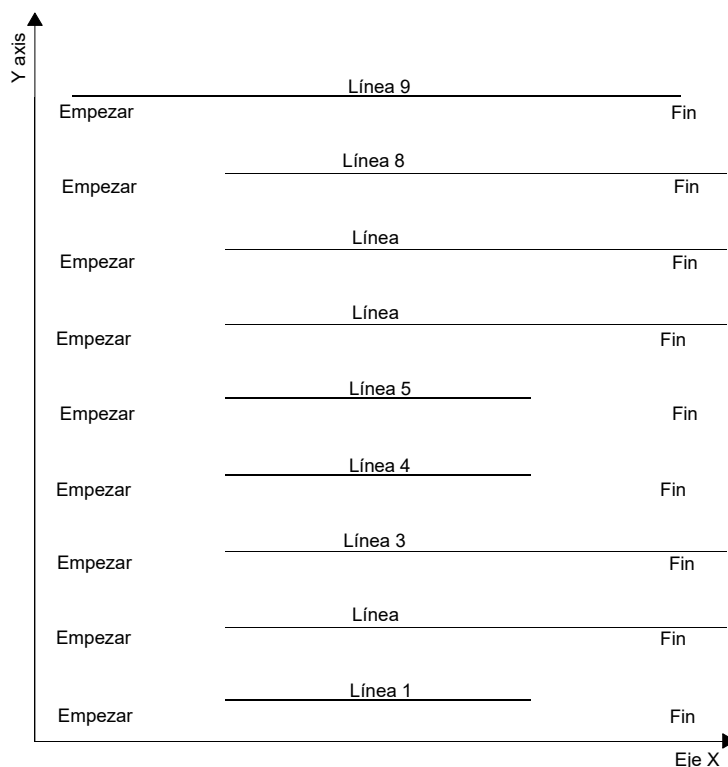 Y axis
Línea 9
Empezar Fin
Línea 8
Empezar Fin
Línea
Empezar Fin
Línea
Empezar Fin
Línea 5
Empezar Fin
Línea 4
Empezar Fin
Línea 3
Empezar Fin
Línea
Empezar Fin
Línea 1
Empezar Fin
Eje X